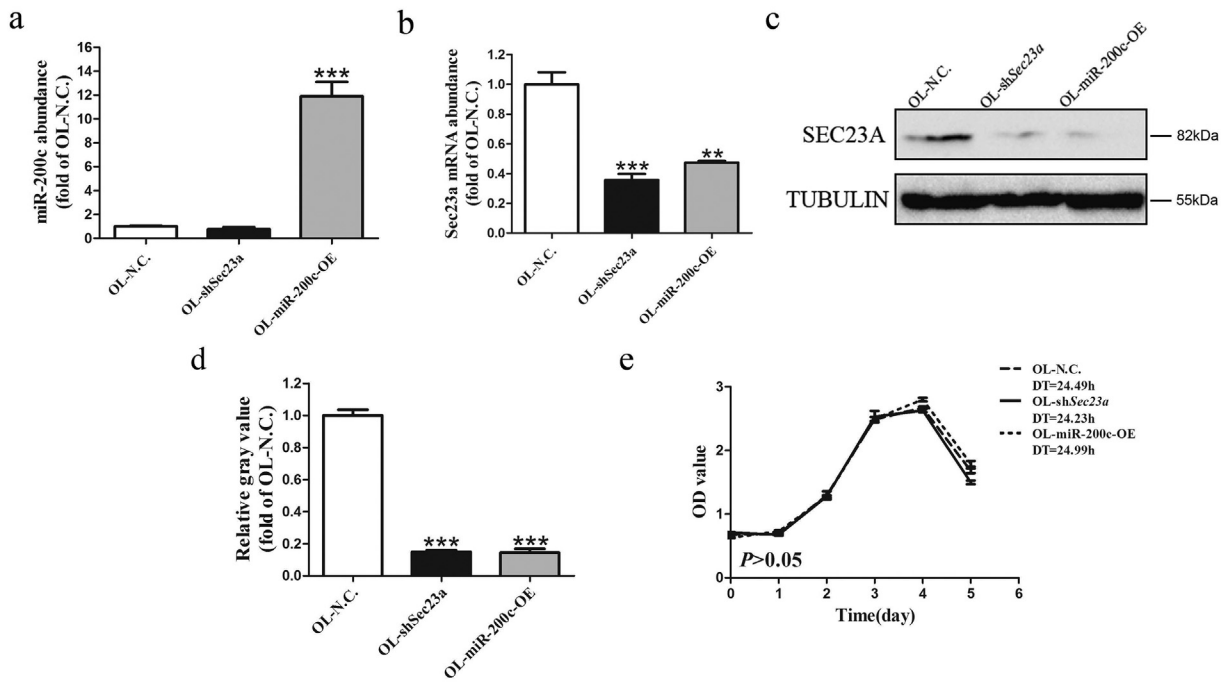 a
miR-200c abundance
(fold of OL-N.C.)
16
14
12
10
8
6
4
2
0
***
OL-N.C.
OL-shSec23a
OL-miR-200c-OE
b
Sec23a mRNA abundance
(fold of OL-N.C.)
1.2
1.0
0.8
0.6
0.4
0.2
0.0
***
**
OL-N.C.
OL-shSec23a
OL-miR-200c-OE
c
OL-N.C.
OL-shSec23a
OL-miR-200c-OE
SEC23A
82kDa
TUBULIN
55kDa
d
Relative gray value
(fold of OL-N.C.)
1.2
1.0
0.8
0.6
0.4
0.2
0.0
***
***
OL-N.C.
OL-shSec23a
OL-miR-200c-OE
e
OL-N.C.
DT=24.49h
OL-shSec23a
DT=24.23h
OL-miR-200c-OE
DT=24.99h
OD value
3
2
1
0
P>0.05
0 1 2 3 4 5 6
Time(day)